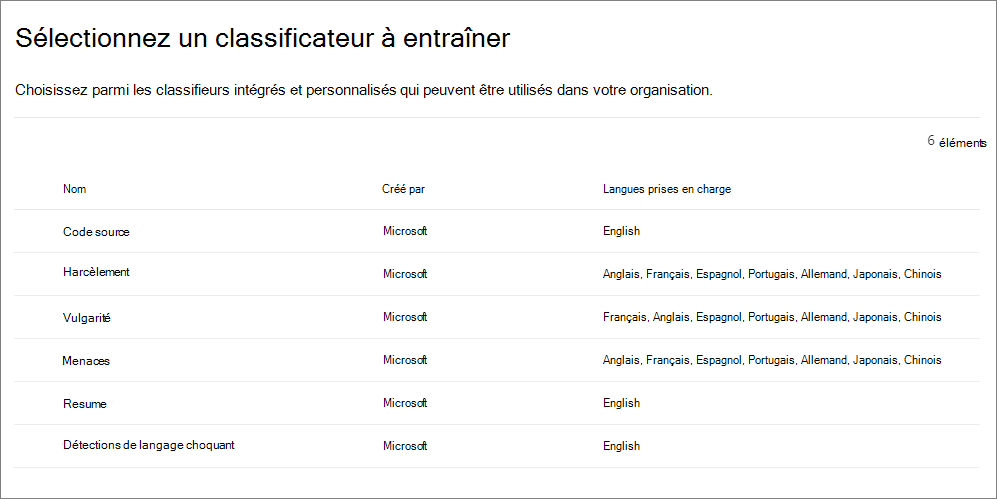 Sélectionnez un classificateur à entraîner
Choisissez parmi les classifieurs intégrés et personnalisés qui peuvent être utilisés dans votre organisation.
6 éléments
Nom Créé par Langues prises en charge
Code source Microsoft English
Harcèlement Microsoft Anglais, Français, Espagnol, Portugais, Allemand, Japonais, Chinois
Vulgarité Microsoft Français, Anglais, Espagnol, Portugais, Allemand, Japonais, Chinois
Menaces Microsoft Anglais, Français, Espagnol, Portugais, Allemand, Japonais, Chinois
Resume Microsoft English
Détections de langage choquant Microsoft English